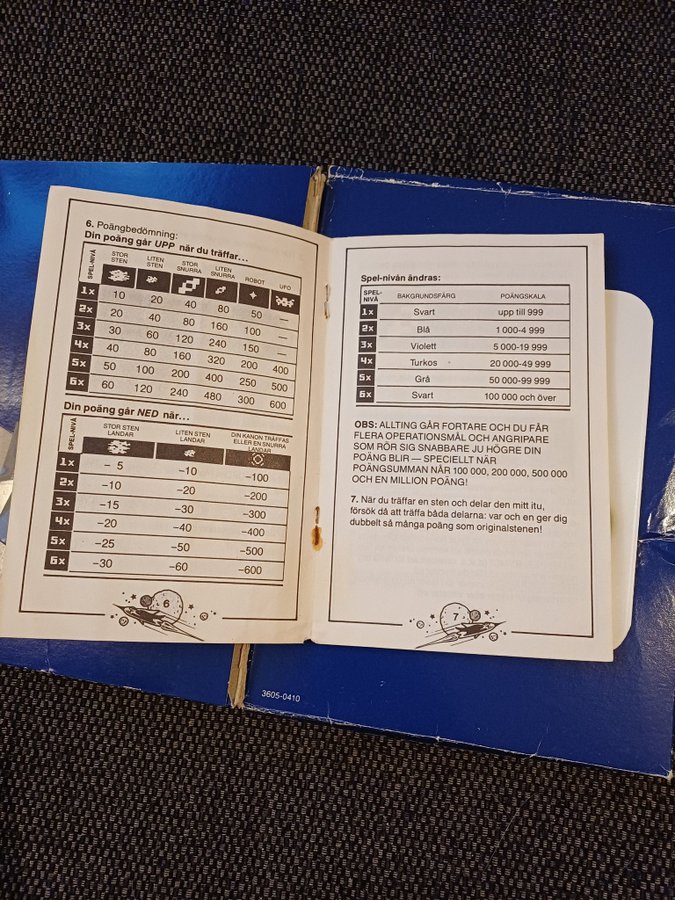 6. Poängbedömning:
Din poäng går UPP när du träffar...
SPEL-NIVÅ STOR STEN LITEN STEN STOR SNURRA LITEN SNURRA ROBOT UFO
1x 10 20 40 80 50 —
2x 20 40 80 160 100 —
3x 30 60 120 240 150 —
4x 40 80 160 320 200 400
5x 50 100 200 400 250 500
6x 60 120 240 480 300 600
Din poäng går NED när...
SPEL-NIVÅ STOR STEN LANDAR LITEN STEN LANDAR DIN KANON TRÄFFAS ELLER EN SNURRA LANDAR
1x – 5 –10 –100
2x –10 –20 –200
3x –15 –30 –300
4x –20 –40 –400
5x –25 –50 –500
6x –30 –60 –600
6
Spel-nivån ändras:
SPEL-NIVÅ BAKGRUNDSFÄRG POÄNGSKALA
1x Svart upp till 999
2x Blå 1 000-4 999
3x Violett 5 000-19 999
4x Turkos 20 000-49 999
5x Grå 50 000-99 999
6x Svart 100 000 och över
OBS: ALLTING GÅR FORTARE OCH DU FÅR
FLERA OPERATIONSMÅL OCH ANGRIPARE
SOM RÖR SIG SNABBARE JU HÖGRE DIN
POÄNG BLIR — SPECIELLT NÄR
POÄNGSUMMAN NÅR 100 000, 200 000, 500 000
OCH EN MILLION POÄNG!
7. När du träffar en sten och delar den mitt itu,
försök då att träffa båda delarna: var och en ger dig
dubbelt så många poäng som originalstenen!
7
3605-0410